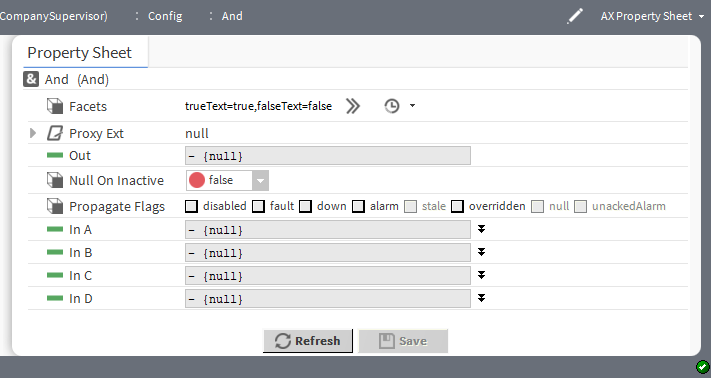 CompanySupervisor) : Config : And AX Property Sheet
Property Sheet
& And (And)
Facets trueText=true,falseText=false
Proxy Ext null
Out - {null}
Null On Inactive false
Propagate Flags disabled fault down alarm stale overridden null unackedAlarm
In A - {null}
In B - {null}
In C - {null}
In D - {null}
Refresh Save